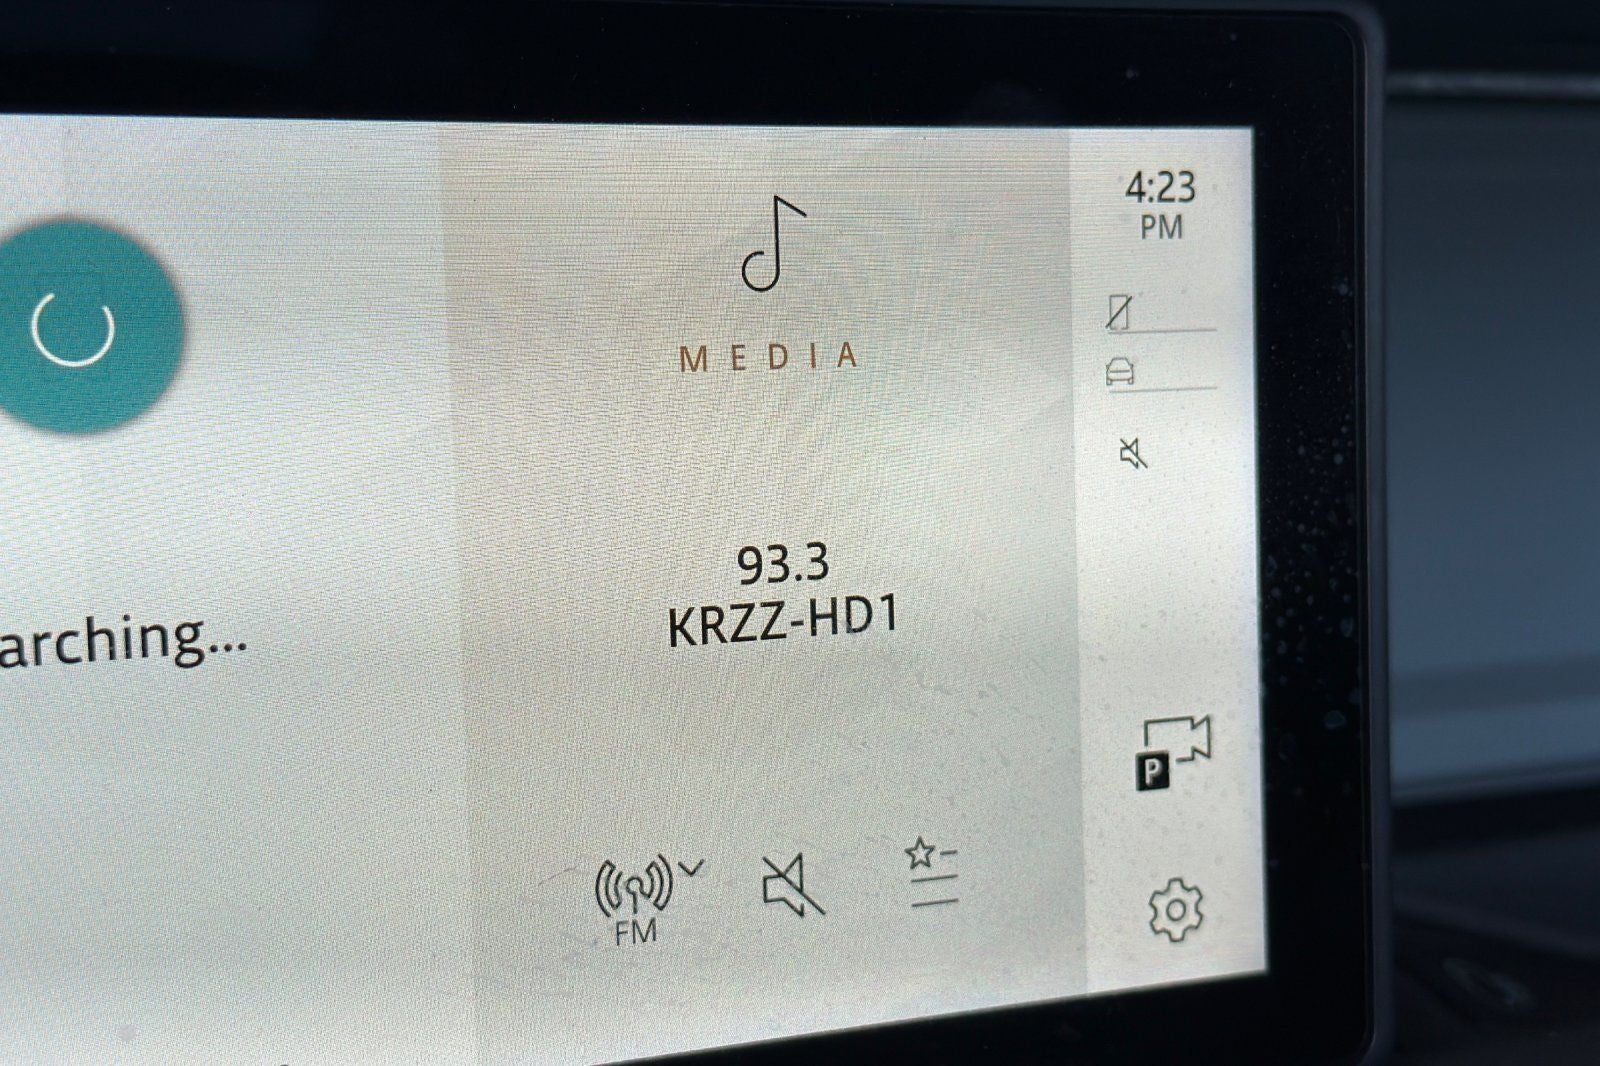 4:23
PM
MEDIA
93.3
KRZZ-HD1
arching...
P
FM